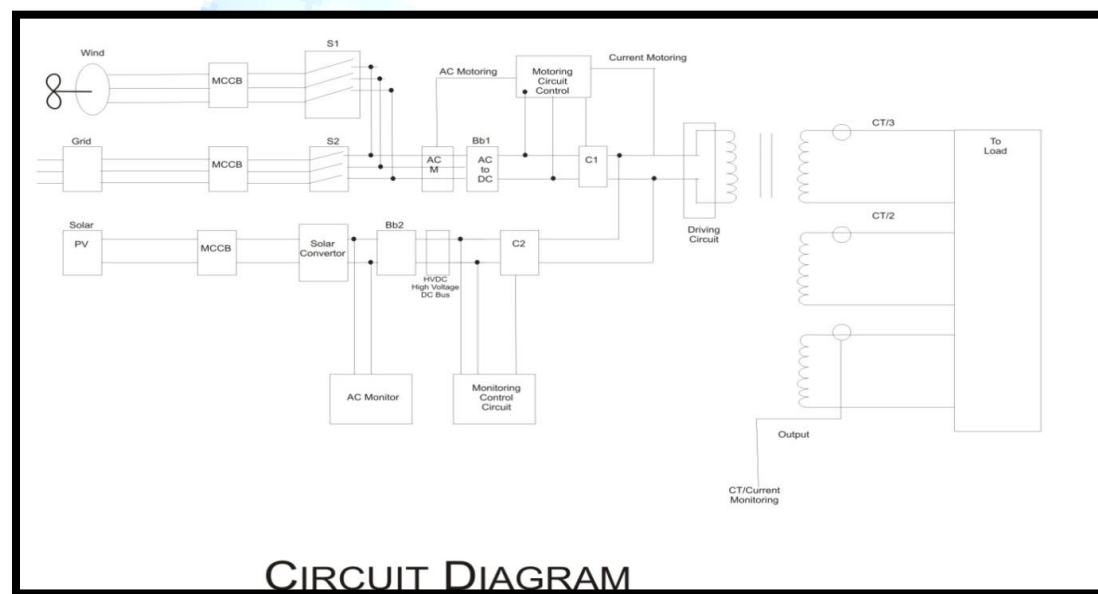 S1
Wind
MCCB
AC Motoring
Motoring
Circuit
Control
Current Motoring
Grid
MCCB
S2
AC
M
Bb1
AC
to
DC
C1
CT/3
To
Load
Solar
PV
MCCB
Solar
Convertor
Bb2
HVDC
High Voltage
DC Bus
C2
Driving
Circuit
CT/2
AC Monitor
Monitoring
Control
Circuit
Output
CT/Current
Monitoring
CIRCUIT DIAGRAM